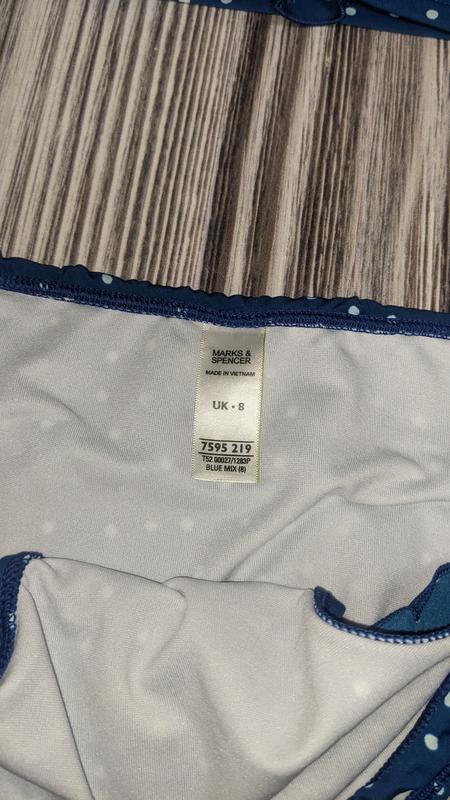 MARKS &
SPENCER
MADE IN VIETNAM
UK • 8
7595 219
T52 00027/1283P
BLUE MIX (8)